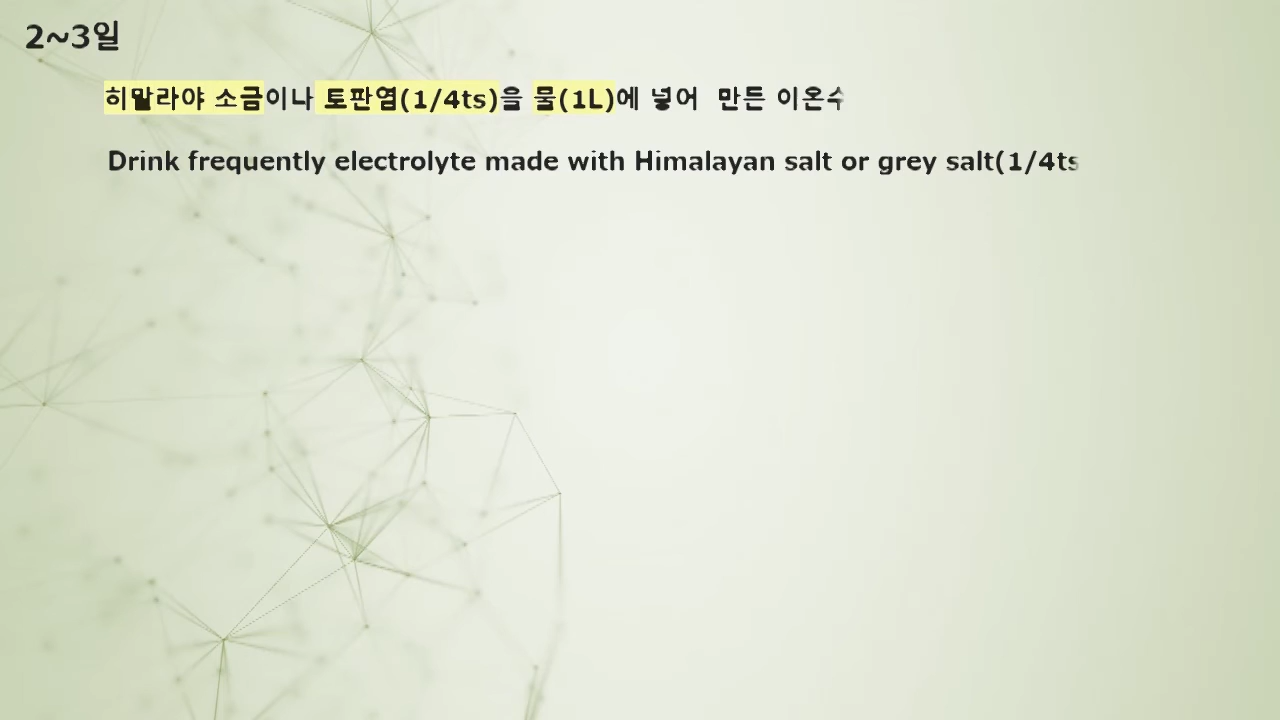 2~3일
히말라야 소금이나 토판염(1/4ts)을 물(1L)에 넣어 만든 이온수
Drink frequently electrolyte made with Himalayan salt or grey salt(1/4ts